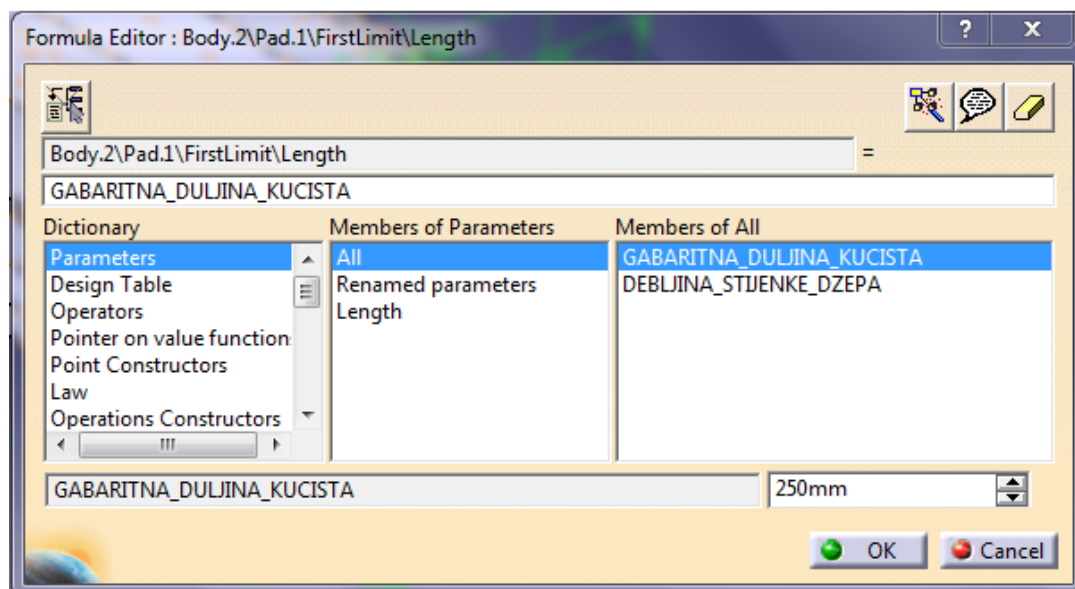 Formula Editor : Body.2\Pad.1\FirstLimit\Length
? X
Body.2\Pad.1\FirstLimit\Length =
GABARITNA_DULJINA_KUCISTA
Dictionary Members of Parameters Members of All
Parameters All GABARITNA_DULJINA_KUCISTA
Design Table Renamed parameters DEBLJINA_STIJENKE_DZEPA
Operators Length
Pointer on value function
Point Constructors
Law
Operations Constructors
GABARITNA_DULJINA_KUCISTA 250mm
OK Cancel